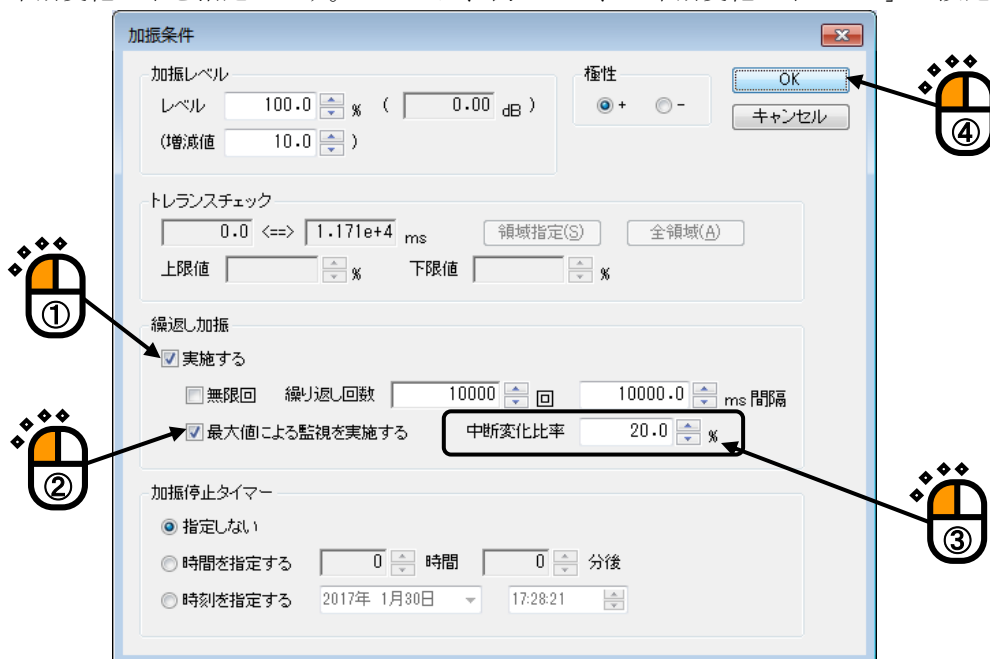 加振条件
加振レベル
レベル 100.0 % ( 0.00 dB )
(増減値 10.0 )
極性
+ -
OK
キャンセル
④
トレランスチェック
0.0 <==> 1.171e+4 ms 領域指定(S) 全領域(A)
上限値 % 下限値 %
①
繰返し加振
実施する
無限回 繰り返し回数 10000 回 10000.0 ms 間隔
最大値による監視を実施する 中断変化比率 20.0 %
②
③
加振停止タイマー
指定しない
時間を指定する 0 時間 0 分後
時刻を指定する 2017年 1月30日 17:28:21